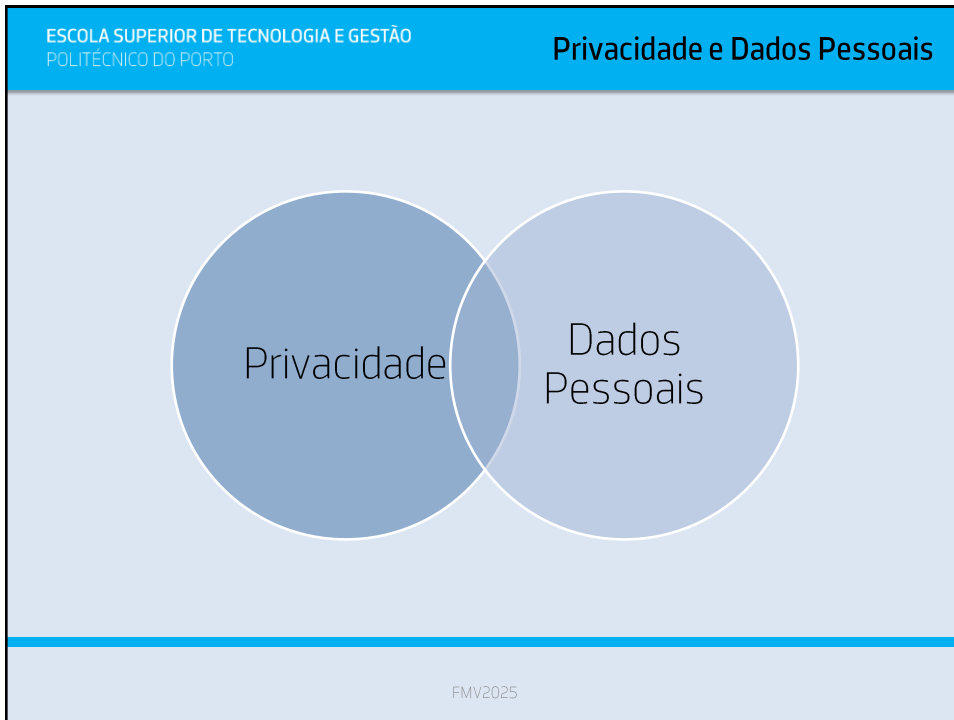 ESCOLA SUPERIOR DE TECNOLOGIA E GESTÃO
POLITÉCNICO DO PORTO
Privacidade e Dados Pessoais
Privacidade
Dados
Pessoais
FMV2025